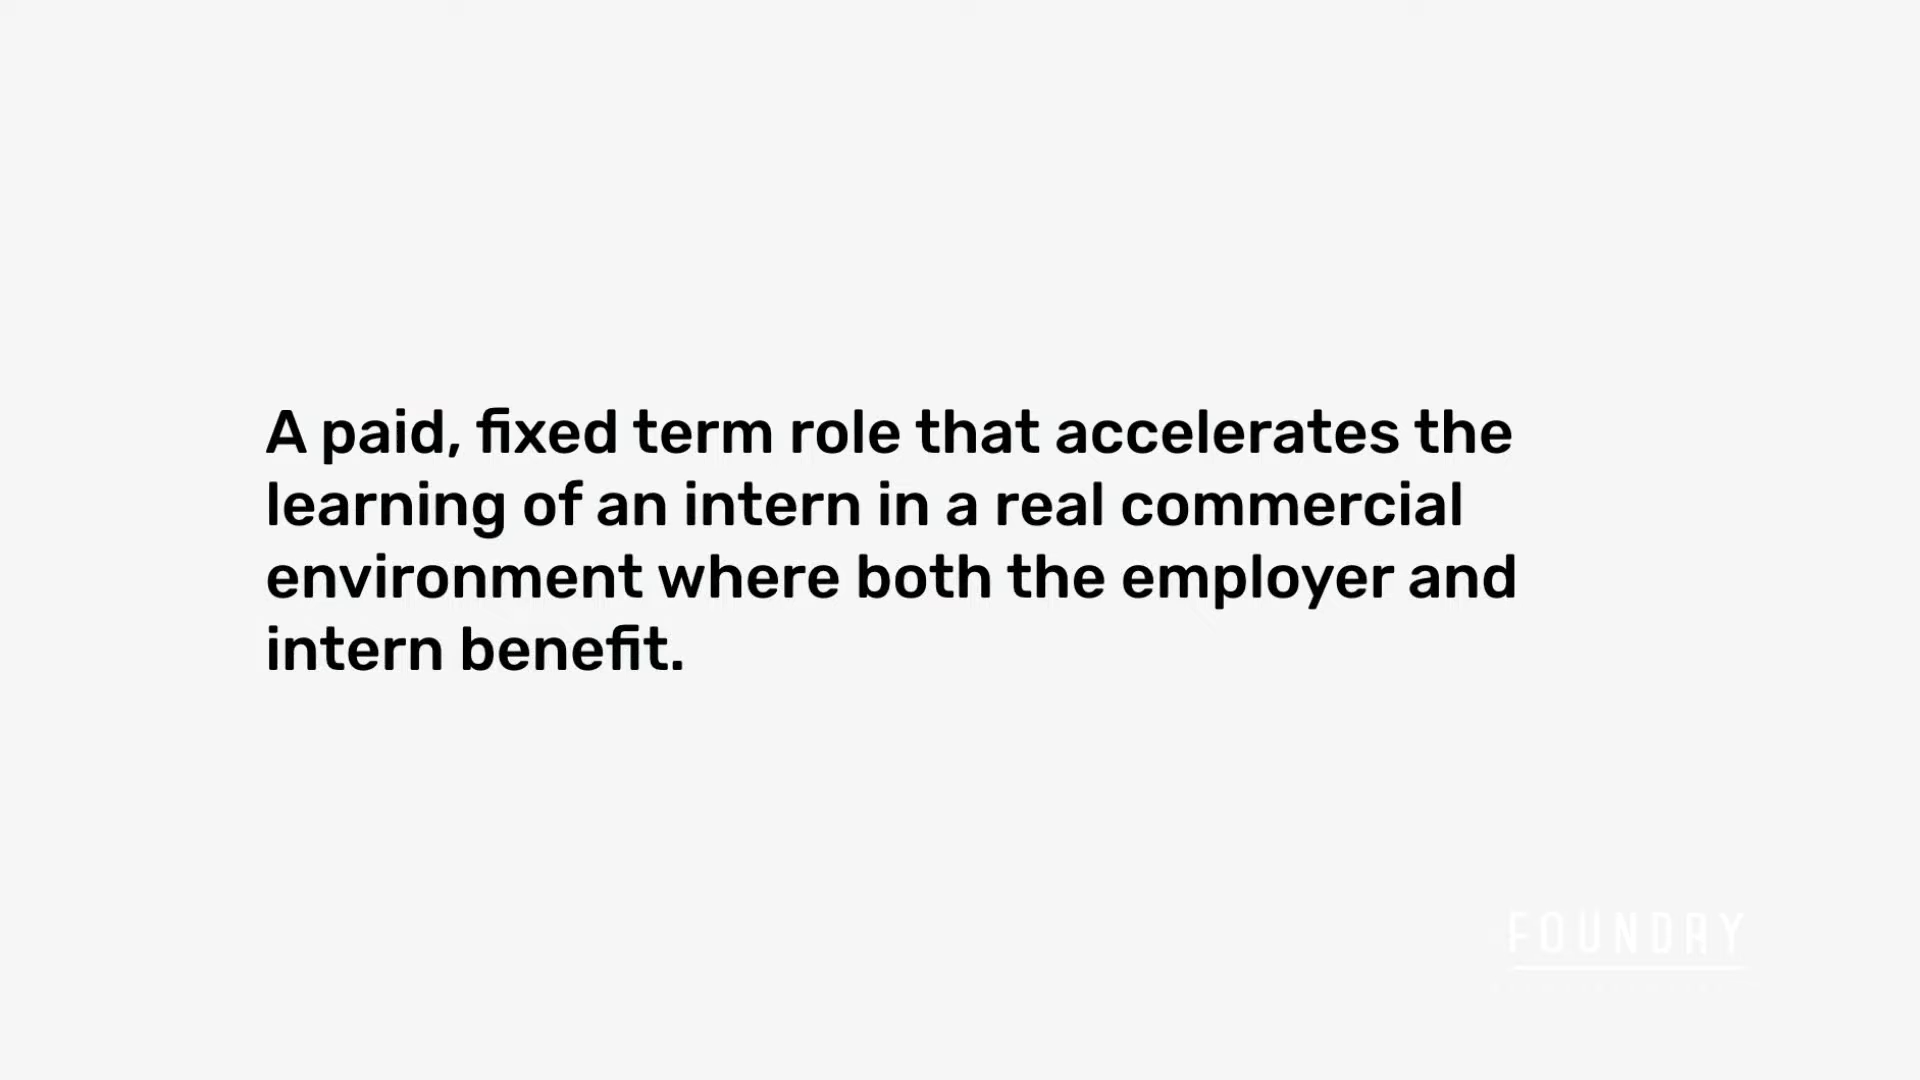 A paid, fixed term role that accelerates the
learning of an intern in a real commercial
environment where both the employer and
intern benefit.
FOUNDRY